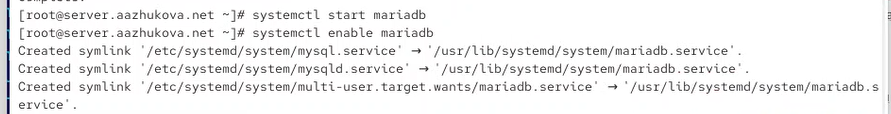 Complete!
[root@server.aazhukova.net ~]# systemctl start mariadb
[root@server.aazhukova.net ~]# systemctl enable mariadb
Created symlink '/etc/systemd/system/mysql.service' → '/usr/lib/systemd/system/mariadb.service'.
Created symlink '/etc/systemd/system/mysqld.service' → '/usr/lib/systemd/system/mariadb.service'.
Created symlink '/etc/systemd/system/multi-user.target.wants/mariadb.service' → '/usr/lib/systemd/system/mariadb.s
ervice'.